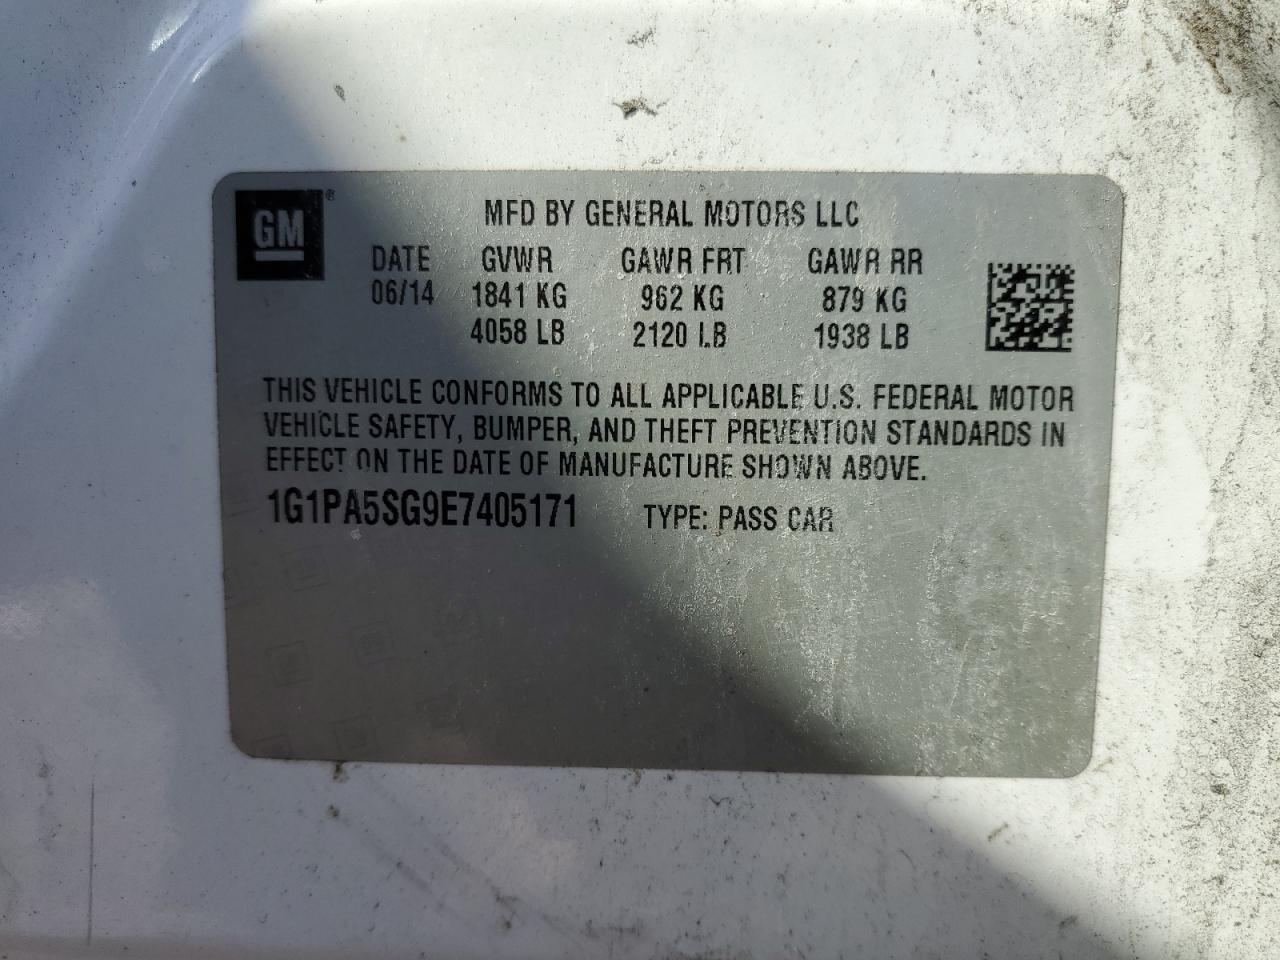 GM®
MFD BY GENERAL MOTORS LLC
DATE GVWR GAWR FRT GAWR RR
06/14 1841 KG 962 KG 879 KG
4058 LB 2120 LB 1938 LB
THIS VEHICLE CONFORMS TO ALL APPLICABLE U.S. FEDERAL MOTOR
VEHICLE SAFETY, BUMPER, AND THEFT PREVENTION STANDARDS IN
EFFECT ON THE DATE OF MANUFACTURE SHOWN ABOVE.
1G1PA5SG9E7405171 TYPE: PASS CAR